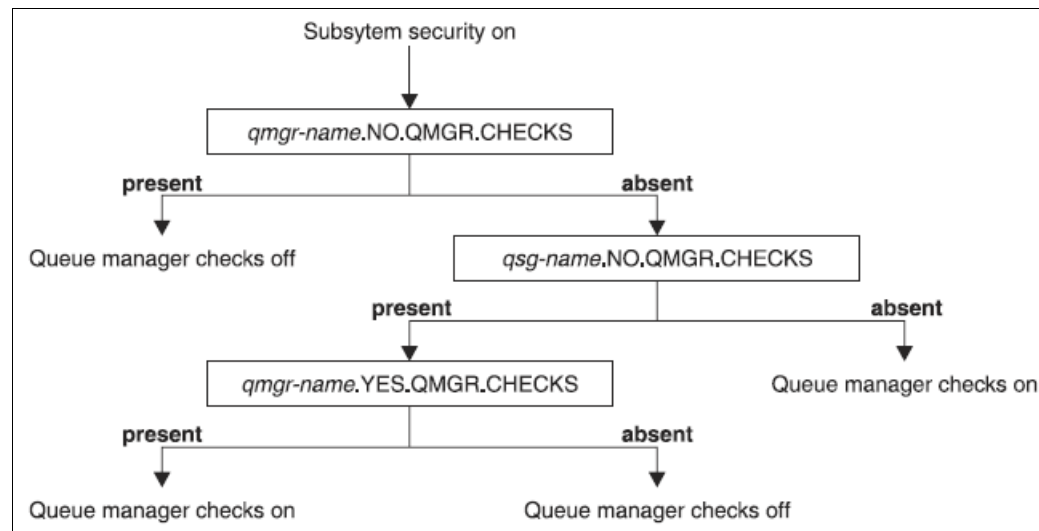 Subsytem security on
qmgr-name.NO.QMGR.CHECKS
present
absent
Queue manager checks off
qsg-name.NO.QMGR.CHECKS
present
absent
qmgr-name.YES.QMGR.CHECKS
Queue manager checks on
present
absent
Queue manager checks on
Queue manager checks off